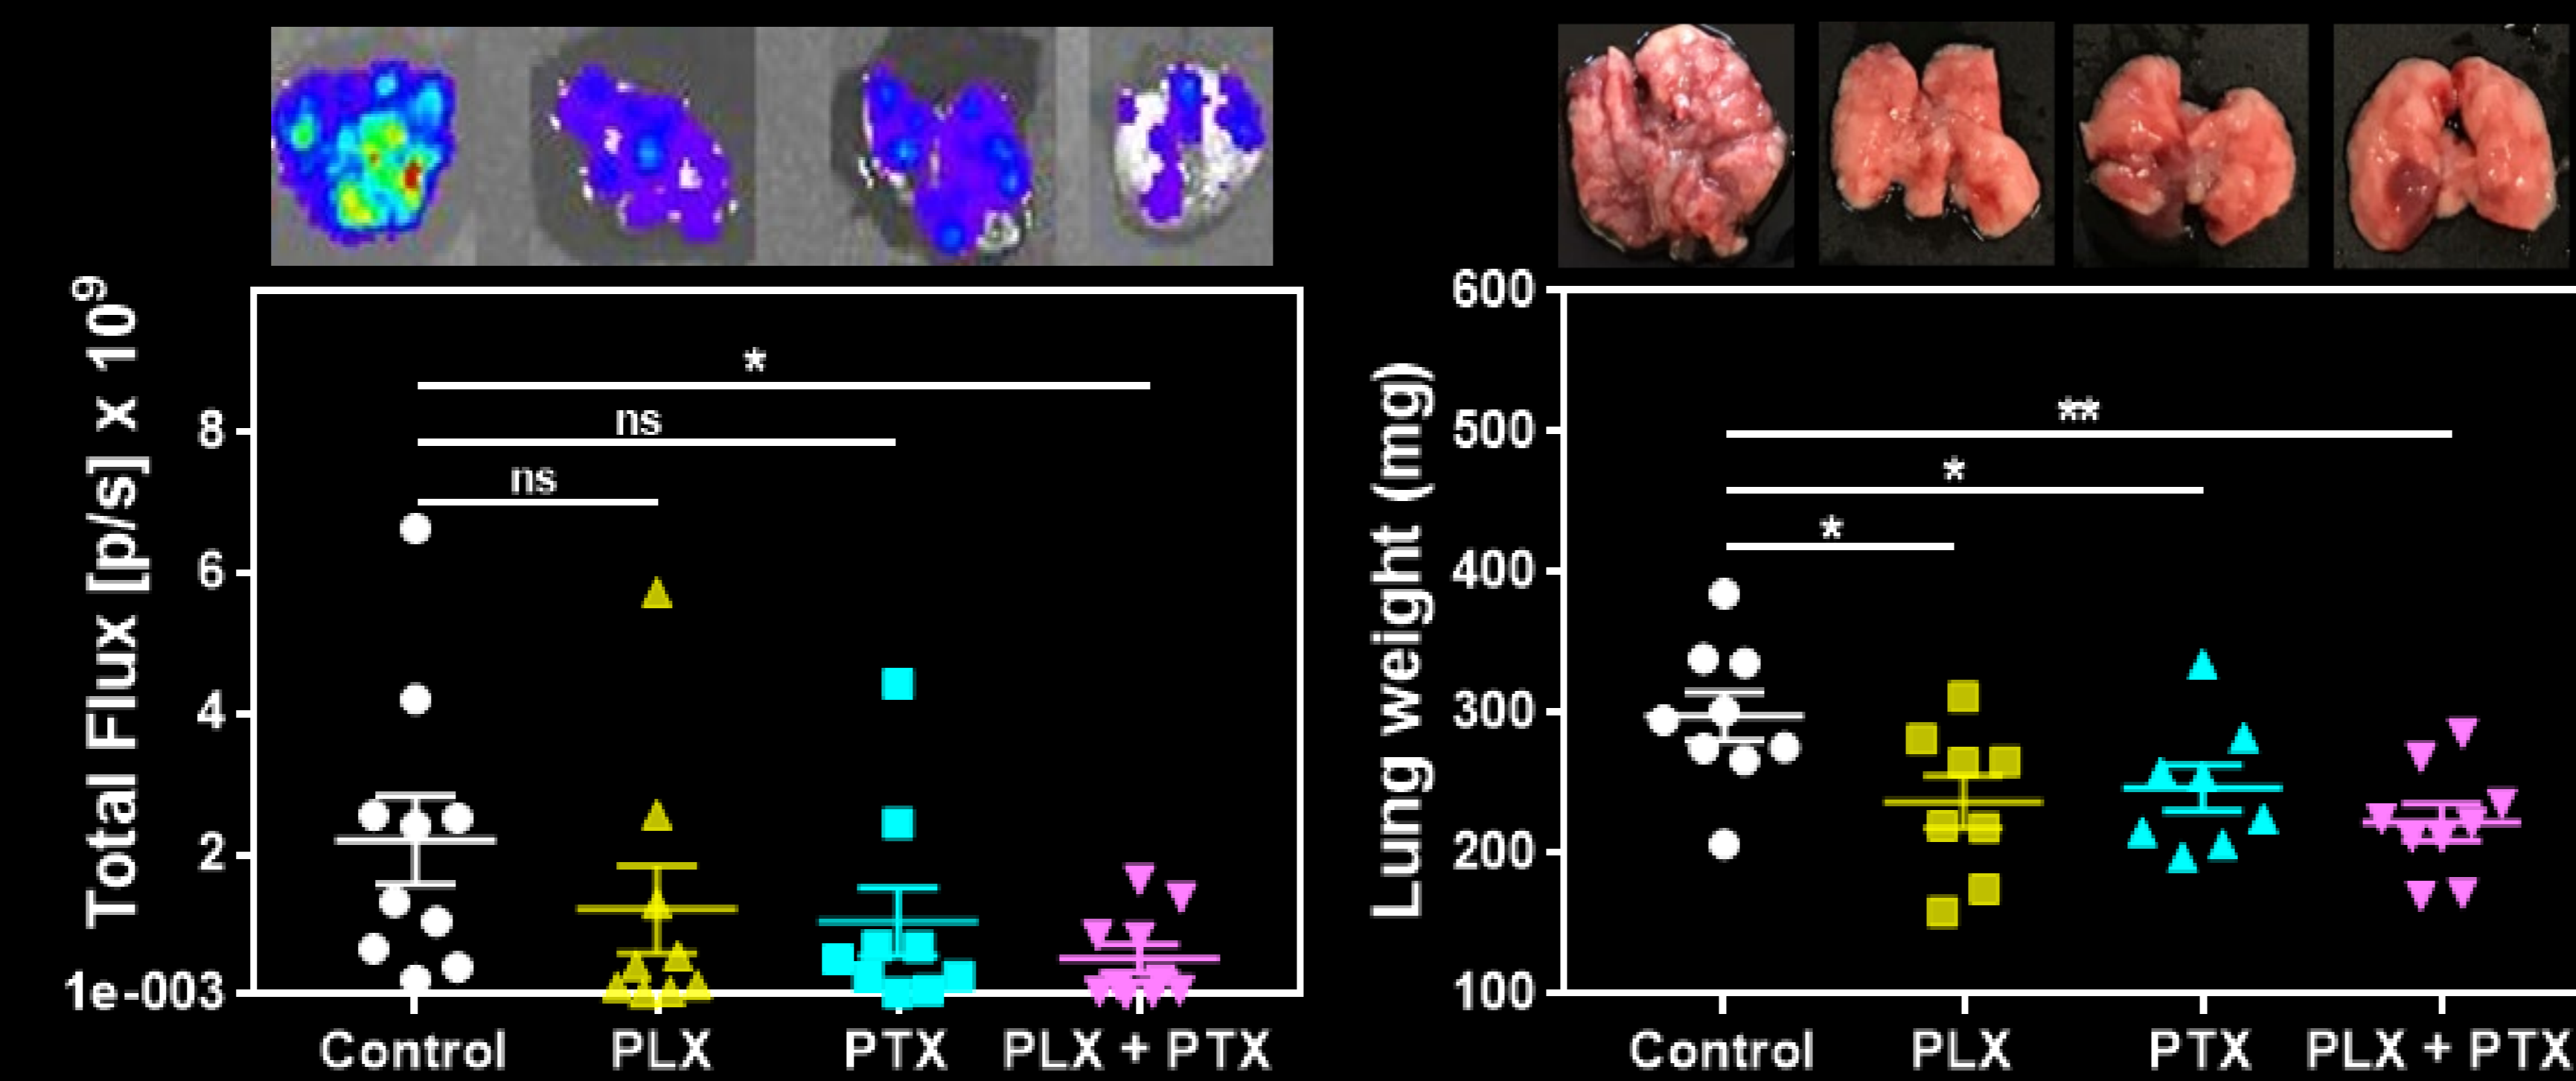 Total Flux [p/s] x 10⁹
8
6
4
2
1e-003
*
ns
ns
Control PLX PTX PLX + PTX
Lung weight (mg)
600
500
400
300
200
100
**
*
*
Control PLX PTX PLX + PTX